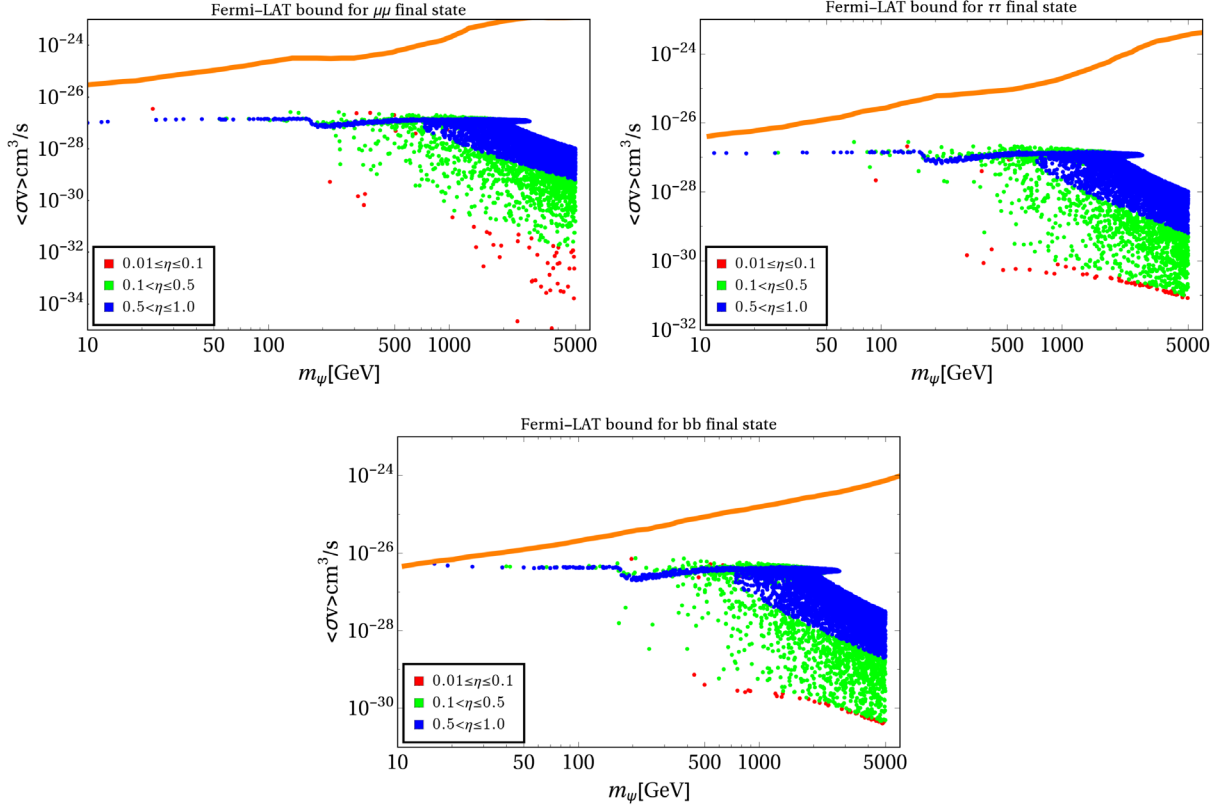 Fermi–LAT bound for μμ final state
<σv>cm³/s
10⁻²⁴
10⁻²⁶
10⁻²⁸
10⁻³⁰
10⁻³²
10⁻³⁴
0.01≤η≤0.1
0.1<η≤0.5
0.5<η≤1.0
10 50 100 500 1000 5000
m_ψ[GeV]
Fermi–LAT bound for ττ final state
<σv>cm³/s
10⁻²⁴
10⁻²⁶
10⁻²⁸
10⁻³⁰
10⁻³²
0.01≤η≤0.1
0.1<η≤0.5
0.5<η≤1.0
10 50 100 500 1000 5000
m_ψ[GeV]
Fermi–LAT bound for bb final state
<σv>cm³/s
10⁻²⁴
10⁻²⁶
10⁻²⁸
10⁻³⁰
0.01≤η≤0.1
0.1<η≤0.5
0.5<η≤1.0
10 50 100 500 1000 5000
m_ψ[GeV]